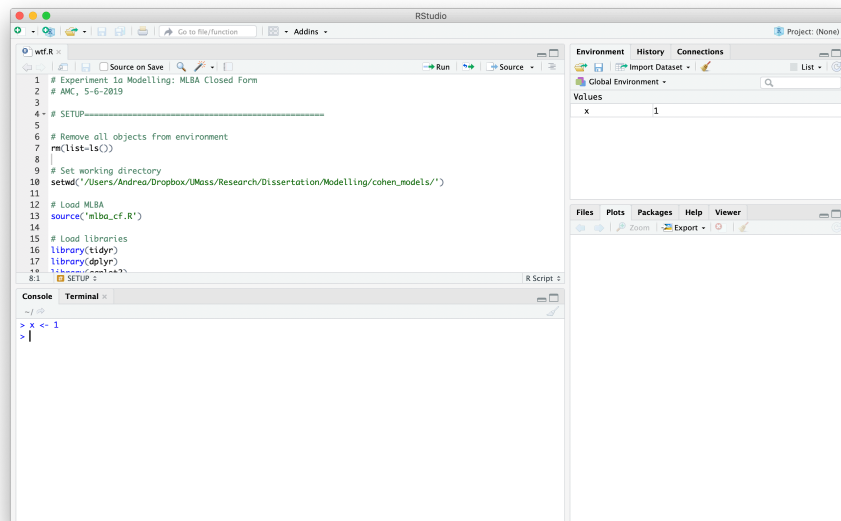 RStudio
Go to file/function
Addins
Project: (None)
wtf.R
Source on Save
Run
Source
1 # Experiment 1a Modelling: MLBA Closed Form
2 # AMC, 5-6-2019
3
4 # SETUP====================================================
5
6 # Remove all objects from environment
7 rm(list=ls())
8
9 # Set working directory
10 setwd('/Users/Andrea/Dropbox/UMass/Research/Dissertation/Modelling/cohen_models/')
11
12 # Load MLBA
13 source('mlba_cf.R')
14
15 # Load libraries
16 library(tidyr)
17 library(dplyr)
8:1 SETUP
R Script
Console Terminal
~/
> x <- 1
>
Environment History Connections
Import Dataset
List
Global Environment
Values
x 1
Files Plots Packages Help Viewer
Zoom Export